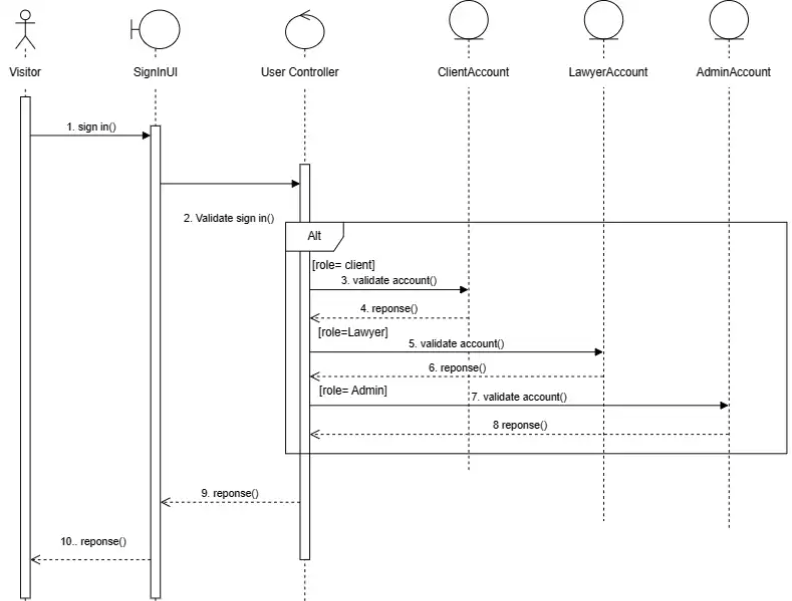 Visitor
SignInUI
User Controller
ClientAccount
LawyerAccount
AdminAccount
1. sign in()
2. Validate sign in()
Alt
[role= client]
3. validate account()
4. reponse()
[role=Lawyer]
5. validate account()
6. reponse()
[role= Admin]
7. validate account()
8 reponse()
9. reponse()
10.. reponse()